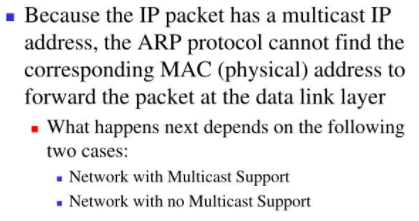 Because the IP packet has a multicast IP
address, the ARP protocol cannot find the
corresponding MAC (physical) address to
forward the packet at the data link layer
What happens next depends on the following
two cases:
Network with Multicast Support
Network with no Multicast Support